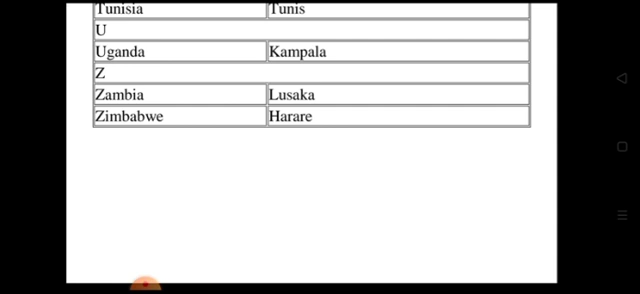 Tunisia Tunis
U
Uganda Kampala
Z
Zambia Lusaka
Zimbabwe Harare